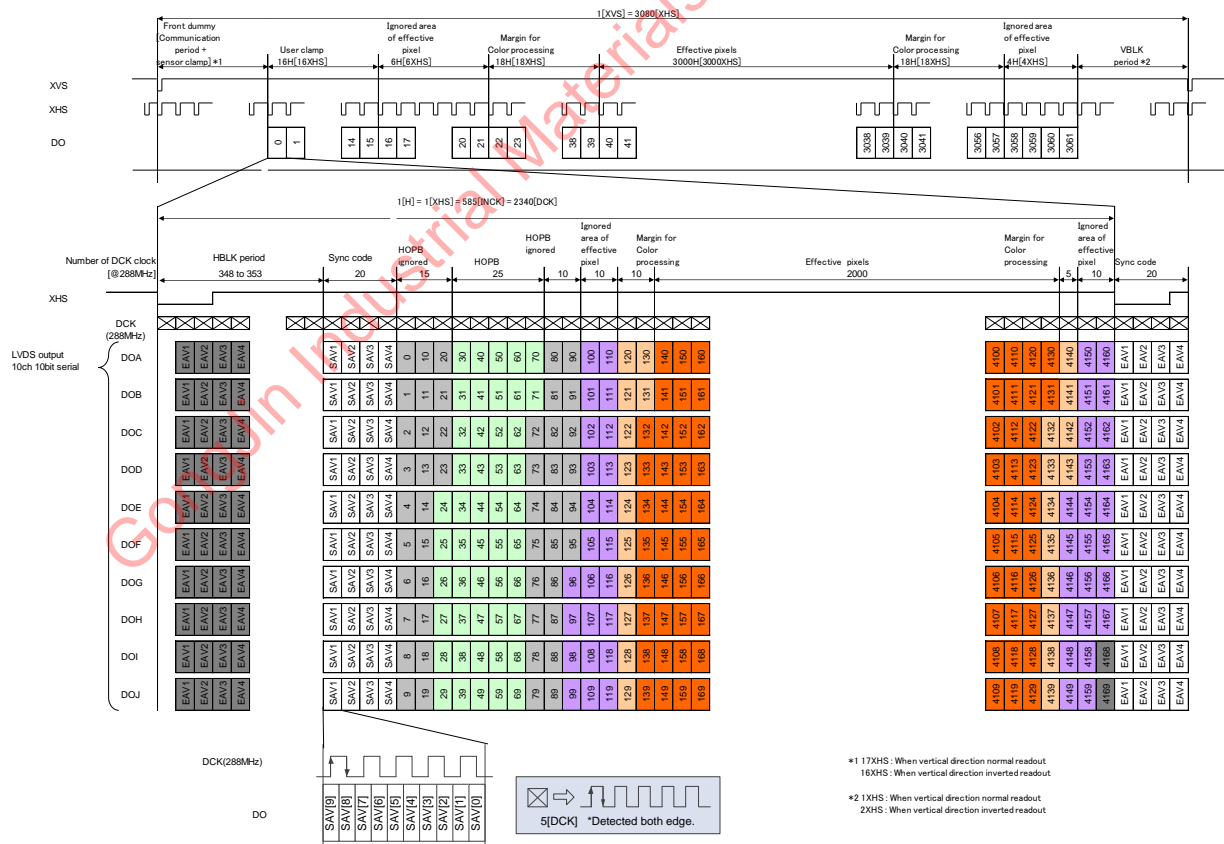 1[XVS] = 3080[XHS]
Front dummy
[Communication
period +
sensor clamp] *1
User clamp
16H[16XHS]
Ignored area
of effective
pixel
6H[6XHS]
Margin for
Color processing
18H[18XHS]
Effective pixels
3000H[3000XHS]
Margin for
Color processing
18H[18XHS]
Ignored area
of effective
pixel
4H[4XHS]
VBLK
period *2
XVS
XHS
DO
0 1 14 15 16 17 20 21 22 23 38 39 40 41 3038 3039 3040 3041 3056 3057 3058 3059 3060 3061
1[H] = 1[XHS] = 585[INCK] = 2340[DCK]
Number of DCK clock
[@288MHz]
HBLK period
348 to 353
Sync code
20
HOPB
ignored
15
HOPB
25
HOPB
ignored
10
Ignored
area of
effective
pixel
10
Margin for
Color
processing
10
Effective pixels
2000
Margin for
Color
processing
5
Ignored
area of
effective
pixel
10
Sync code
20
XHS
DCK
(288MHz)
LVDS output
10ch 10bit serial
DOA EAV1 EAV2 EAV3 EAV4 SAV1 SAV2 SAV3 SAV4 0 10 20 30 40 50 60 70 80 90 100 110 120 130 140 150 160 4100 4110 4120 4130 4140 4150 4160 EAV1 EAV2 EAV3 EAV4
DOB EAV1 EAV2 EAV3 EAV4 SAV1 SAV2 SAV3 SAV4 1 11 21 31 41 51 61 71 81 91 101 111 121 131 141 151 161 4101 4111 4121 4131 4141 4151 4161 EAV1 EAV2 EAV3 EAV4
DOC EAV1 EAV2 EAV3 EAV4 SAV1 SAV2 SAV3 SAV4 2 12 22 32 42 52 62 72 82 92 102 112 122 132 142 152 162 4102 4112 4122 4132 4142 4152 4162 EAV1 EAV2 EAV3 EAV4
DOD EAV1 EAV2 EAV3 EAV4 SAV1 SAV2 SAV3 SAV4 3 13 23 33 43 53 63 73 83 93 103 113 123 133 143 153 163 4103 4113 4123 4133 4143 4153 4163 EAV1 EAV2 EAV3 EAV4
DOE EAV1 EAV2 EAV3 EAV4 SAV1 SAV2 SAV3 SAV4 4 14 24 34 44 54 64 74 84 94 104 114 124 134 144 154 164 4104 4114 4124 4134 4144 4154 4164 EAV1 EAV2 EAV3 EAV4
DOF EAV1 EAV2 EAV3 EAV4 SAV1 SAV2 SAV3 SAV4 5 15 25 35 45 55 65 75 85 95 105 115 125 135 145 155 165 4105 4115 4125 4135 4145 4155 4165 EAV1 EAV2 EAV3 EAV4
DOG EAV1 EAV2 EAV3 EAV4 SAV1 SAV2 SAV3 SAV4 6 16 26 36 46 56 66 76 86 96 106 116 126 136 146 156 166 4106 4116 4126 4136 4146 4156 4166 EAV1 EAV2 EAV3 EAV4
DOH EAV1 EAV2 EAV3 EAV4 SAV1 SAV2 SAV3 SAV4 7 17 27 37 47 57 67 77 87 97 107 117 127 137 147 157 167 4107 4117 4127 4137 4147 4157 4167 EAV1 EAV2 EAV3 EAV4
DOI EAV1 EAV2 EAV3 EAV4 SAV1 SAV2 SAV3 SAV4 8 18 28 38 48 58 68 78 88 98 108 118 128 138 148 158 168 4108 4118 4128 4138 4148 4158 4168 EAV1 EAV2 EAV3 EAV4
DOJ EAV1 EAV2 EAV3 EAV4 SAV1 SAV2 SAV3 SAV4 9 19 29 39 49 59 69 79 89 99 109 119 129 139 149 159 169 4109 4119 4129 4139 4149 4159 4169 EAV1 EAV2 EAV3 EAV4
DCK(288MHz)
DO
SAV[9] SAV[8] SAV[7] SAV[6] SAV[5] SAV[4] SAV[3] SAV[2] SAV[1] SAV[0]
5[DCK] *Detected both edge.
*1 17XHS : When vertical direction normal readout
16XHS : When vertical direction inverted readout
*2 1XHS : When vertical direction normal readout
2XHS : When vertical direction inverted readout
Gongjin Industrial Materials